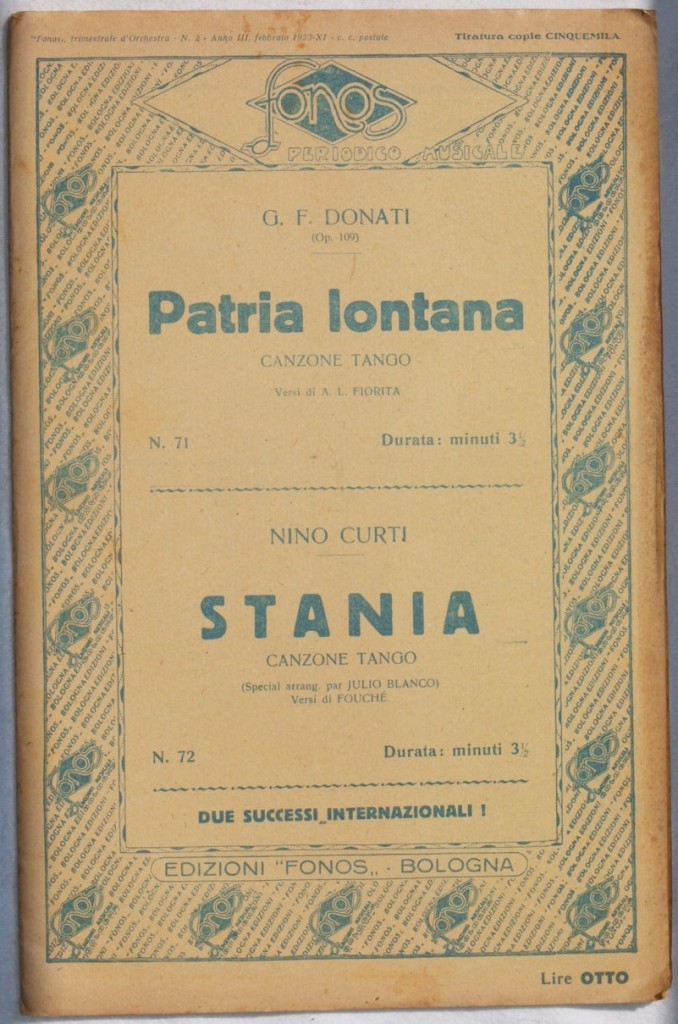 "Fonos„ trimestrale d'Orchestra - N. 2 - Anno III. febbraio 1933-XI - c. c. postale
Tiratura copie CINQUEMILA
fonos
PERIODICO MUSICALE
G. F. DONATI
(Op. 109)
Patria lontana
CANZONE TANGO
Versi di A. L. FIORITA
N. 71 Durata: minuti 3½
NINO CURTI
STANIA
CANZONE TANGO
(Special arrang. par JULIO BLANCO)
Versi di FOUCHÉ
N. 72 Durata: minuti 3½
DUE SUCCESSI INTERNAZIONALI !
EDIZIONI "FONOS„ - BOLOGNA
Lire OTTO